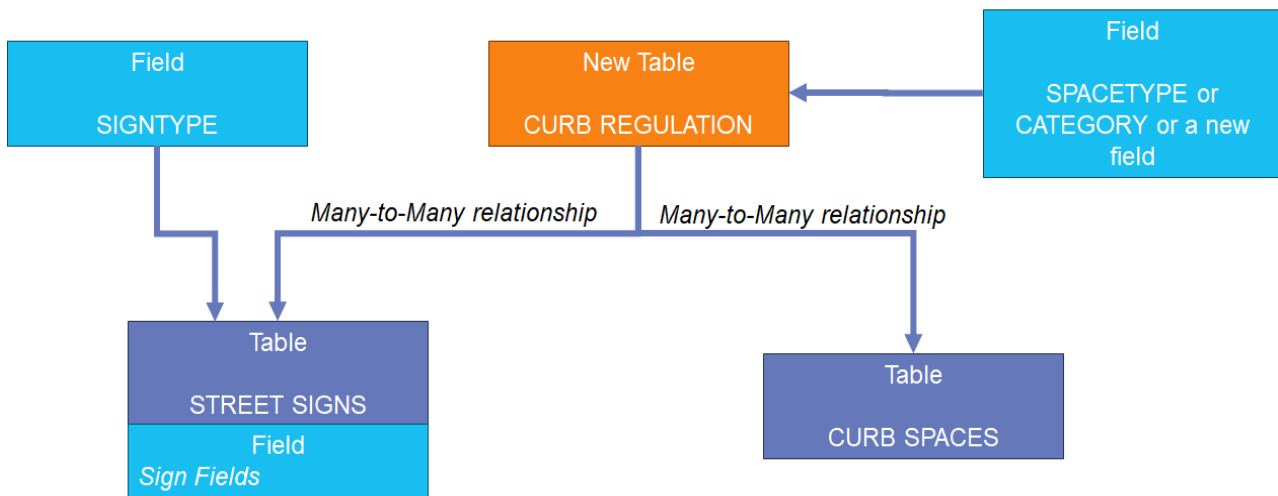 Field
SIGNTYPE
New Table
CURB REGULATION
Field
SPACETYPE or
CATEGORY or a new
field
Many-to-Many relationship
Many-to-Many relationship
Table
STREET SIGNS
Field
Sign Fields
Table
CURB SPACES